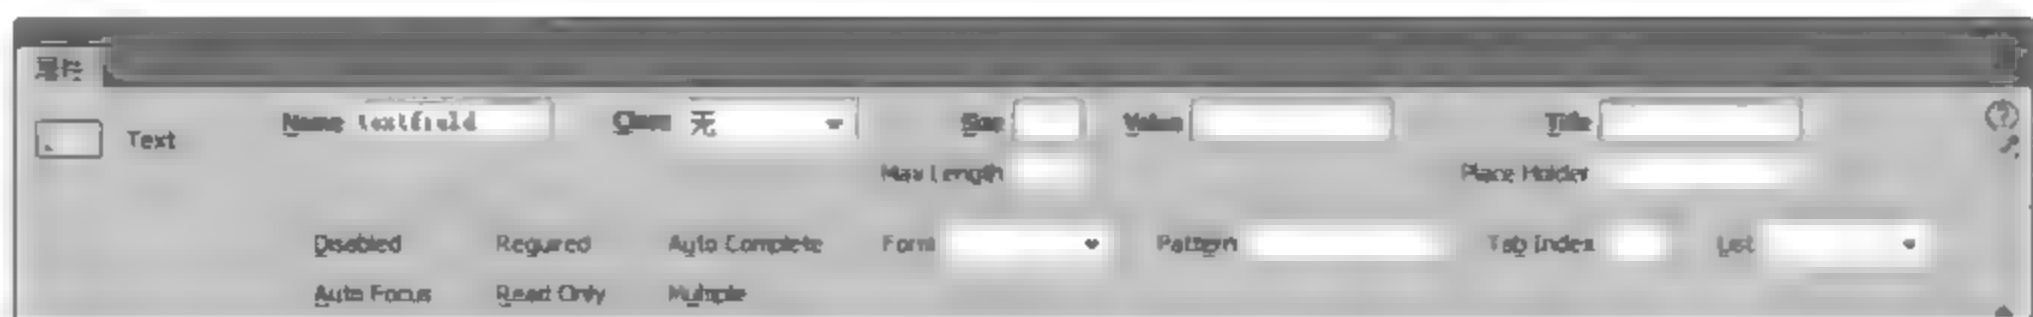 属性
Name textfield Class 无 Size Value Title
Text
Max Length Place Holder
Disabled Required Auto Complete Form Pattern Tab Index List
Auto Focus Read Only Multiple